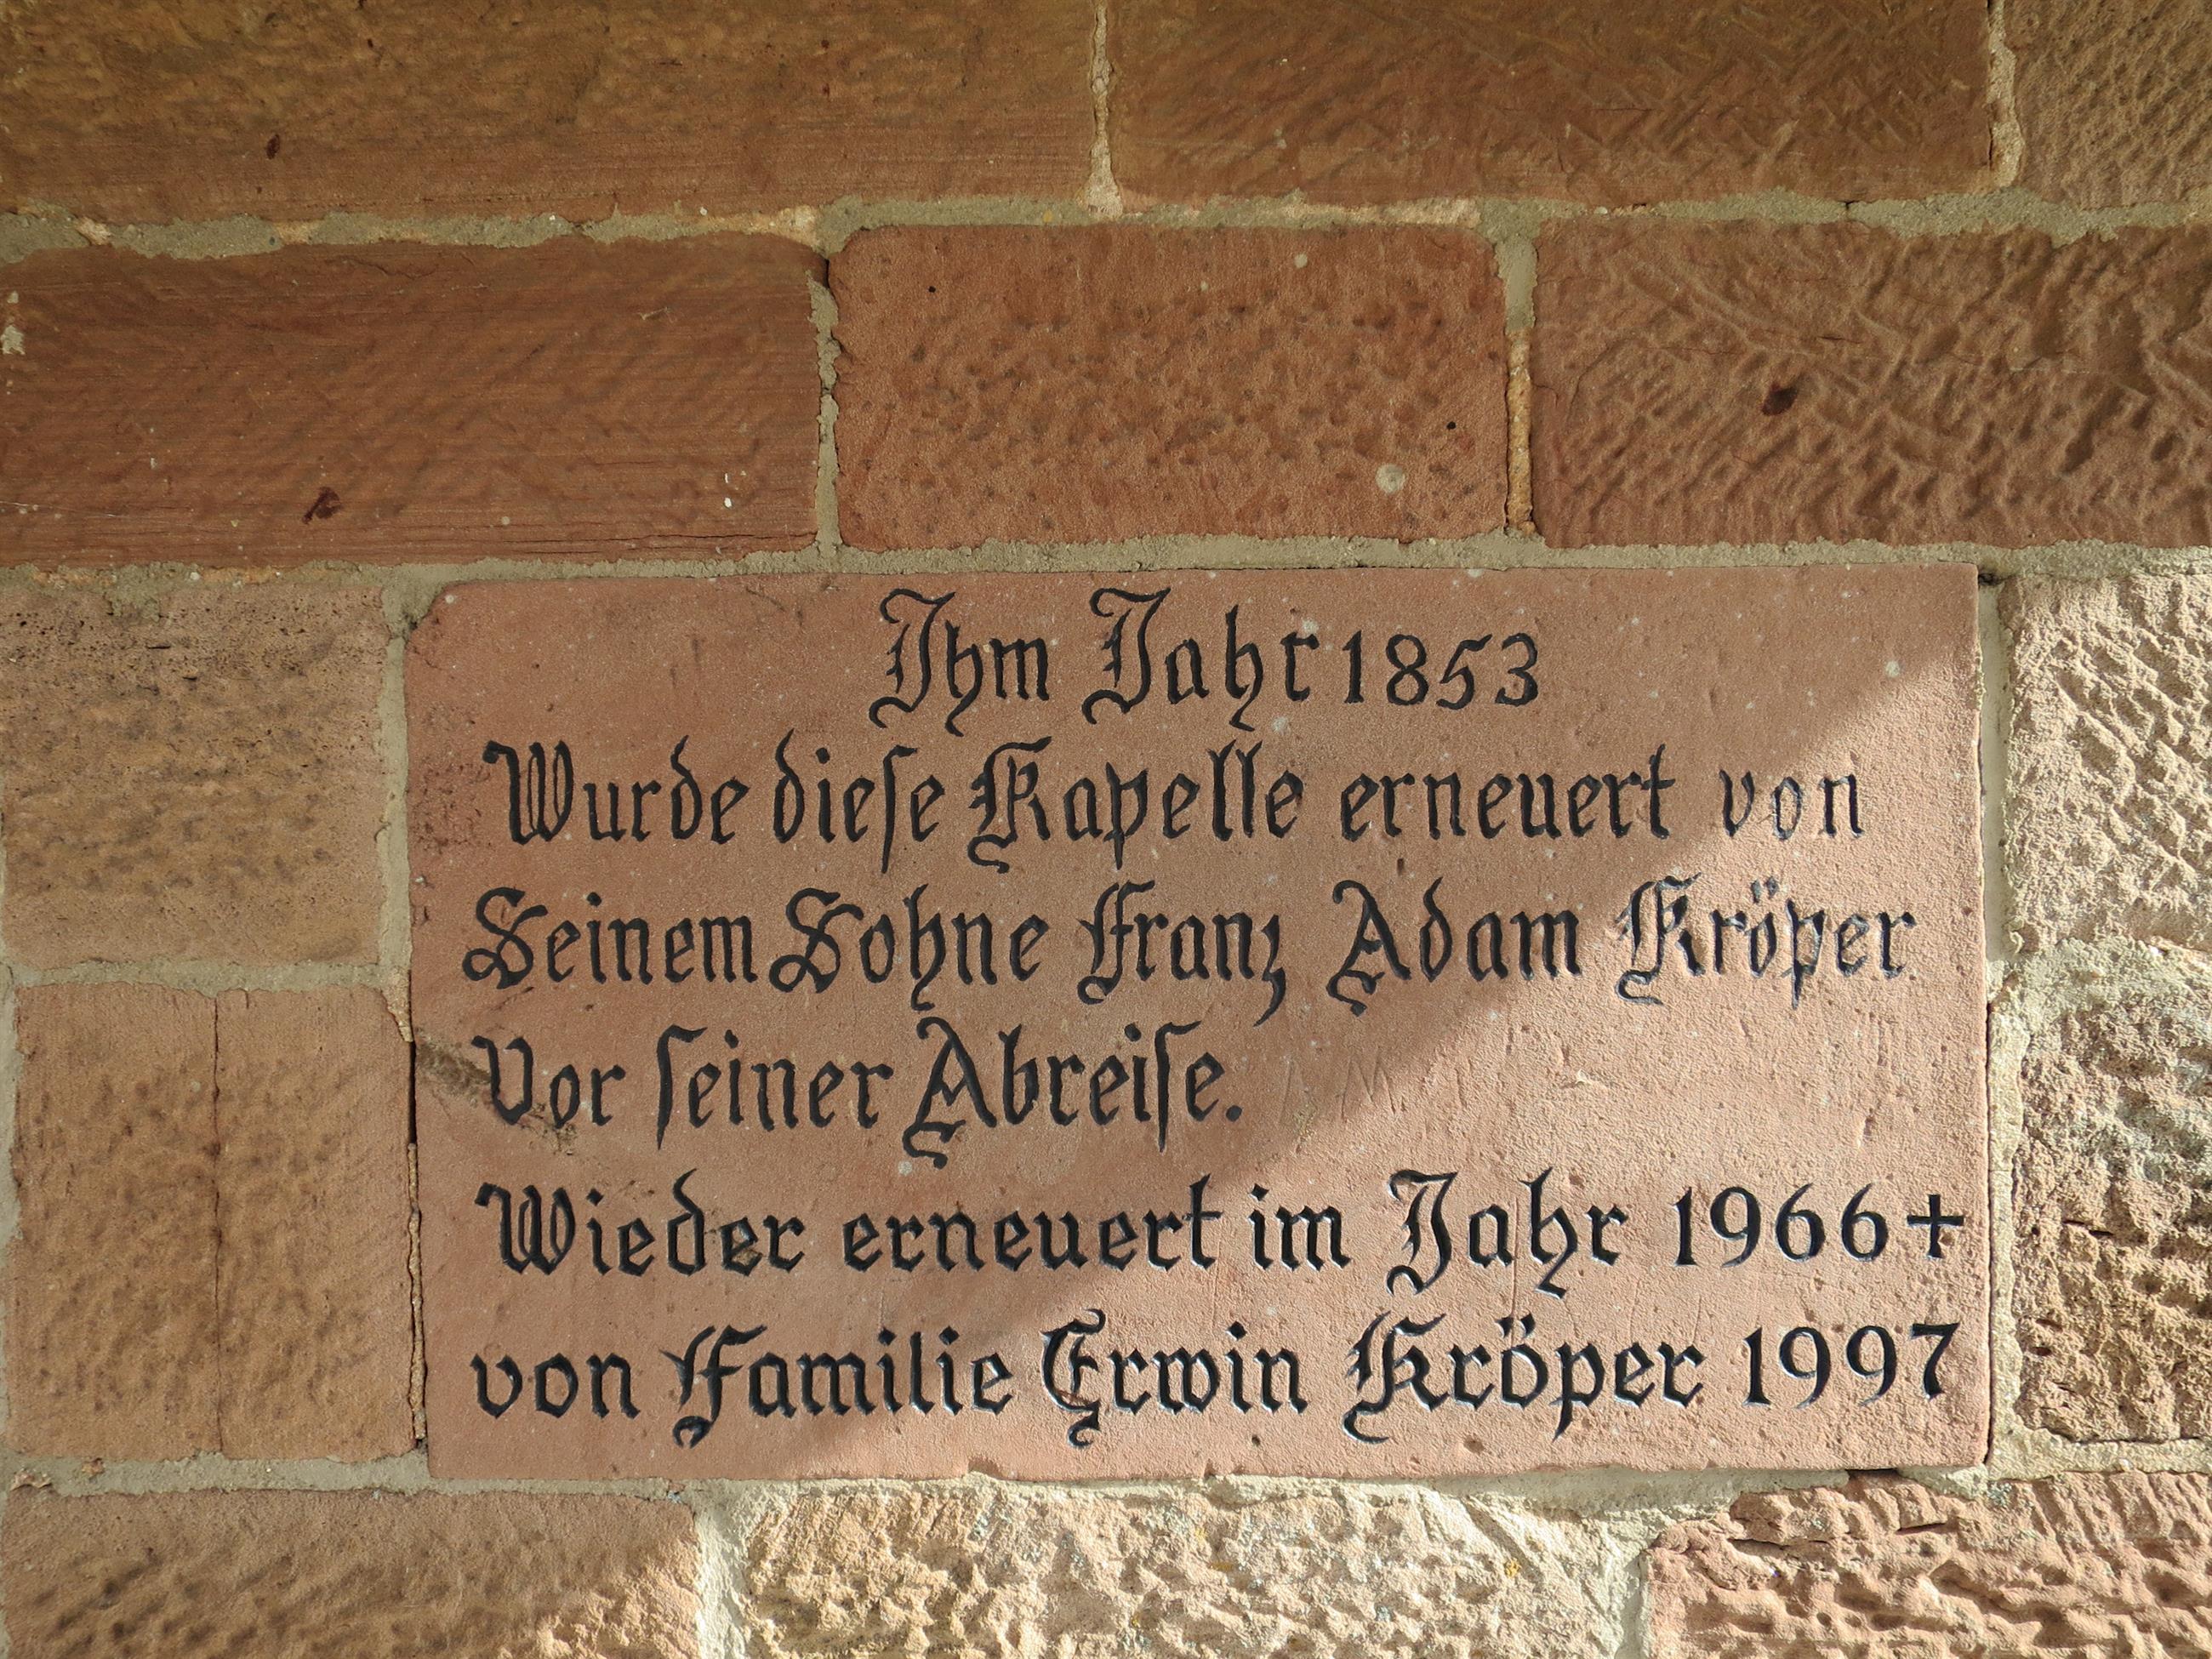 Ihm Jahr 1853
Wurde dieſe Kapelle erneuert von
Seinem Sohne Franz Adam Kröper
Vor ſeiner Abreiſe.
Wieder erneuert im Jahr 1966+
von Familie Erwin Kröper 1997